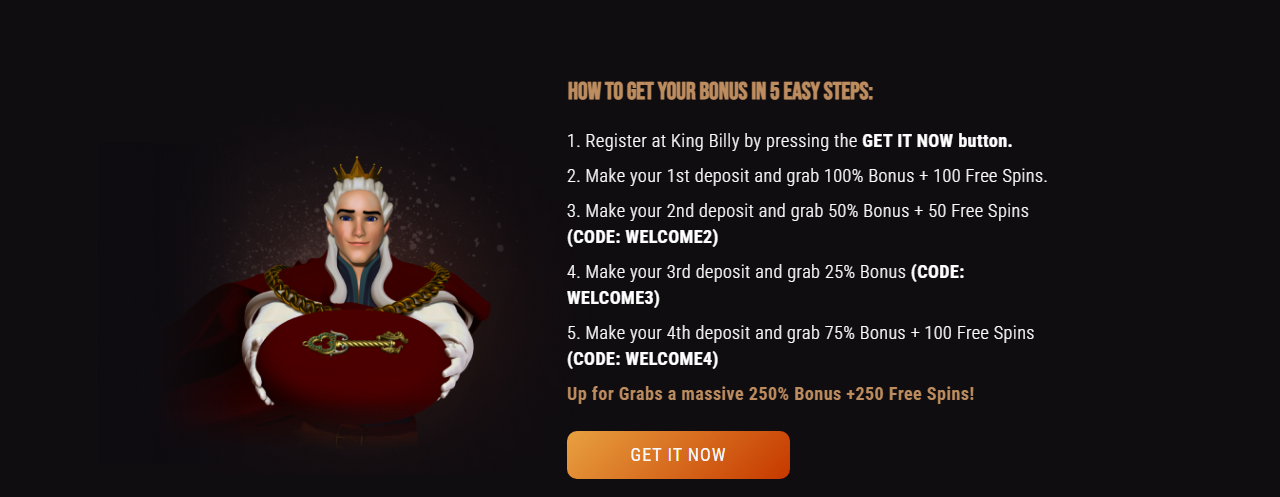 HOW TO GET YOUR BONUS IN 5 EASY STEPS:
1. Register at King Billy by pressing the GET IT NOW button.
2. Make your 1st deposit and grab 100% Bonus + 100 Free Spins.
3. Make your 2nd deposit and grab 50% Bonus + 50 Free Spins
(CODE: WELCOME2)
4. Make your 3rd deposit and grab 25% Bonus (CODE:
WELCOME3)
5. Make your 4th deposit and grab 75% Bonus + 100 Free Spins
(CODE: WELCOME4)
Up for Grabs a massive 250% Bonus +250 Free Spins!
GET IT NOW